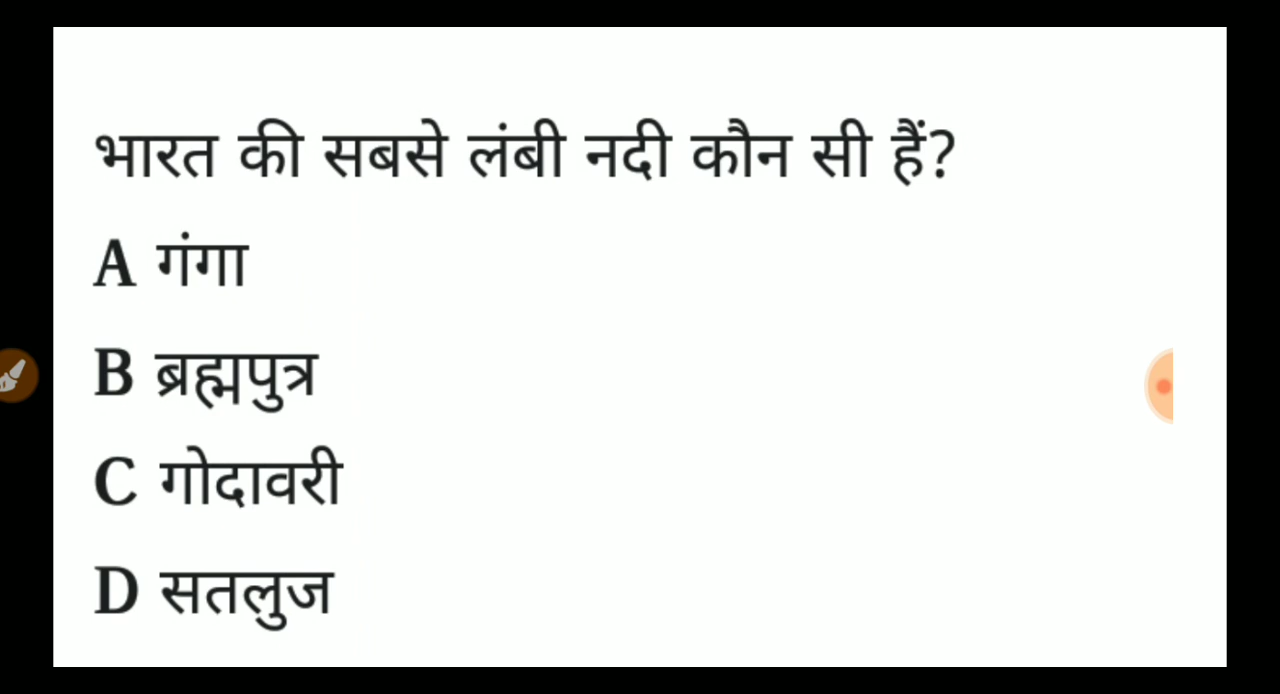 भारत की सबसे लंबी नदी कौन सी हैं?
A गंगा
B ब्रह्मपुत्र
C गोदावरी
D सतलुज